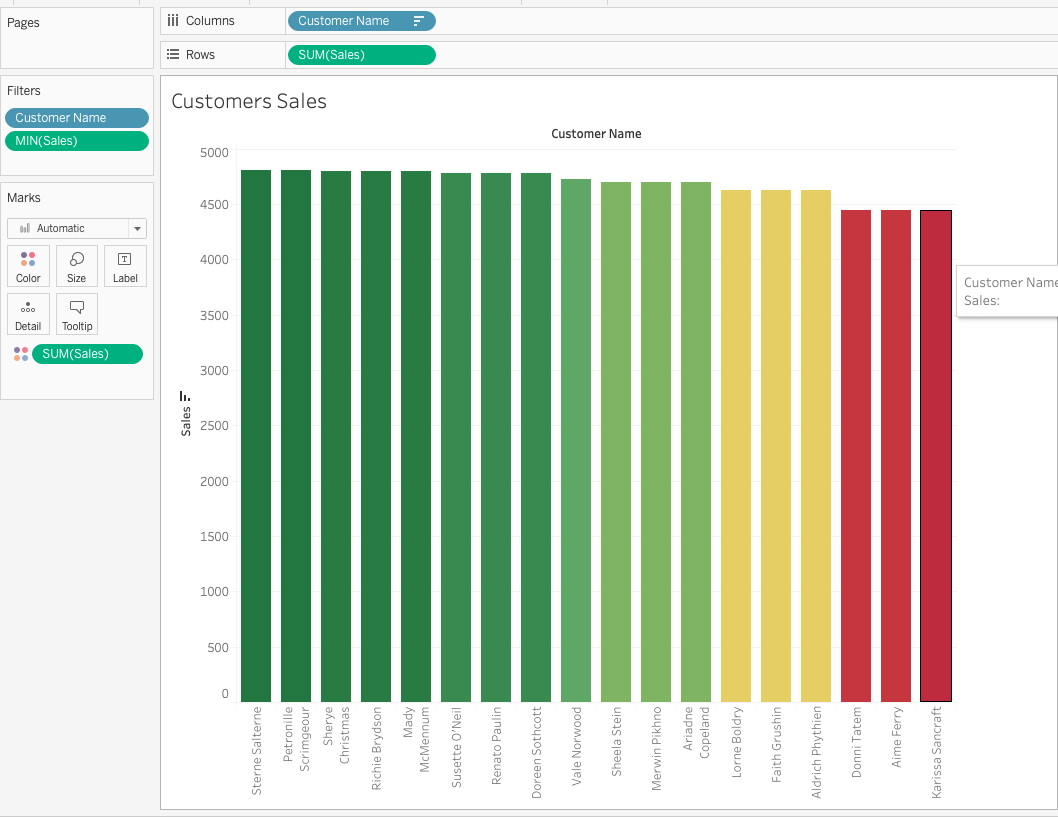 Pages
Columns
Customer Name
Rows
SUM(Sales)
Filters
Customer Name
MIN(Sales)
Marks
Automatic
Color
Size
Label
Detail
Tooltip
SUM(Sales)
Customers Sales
Customer Name
5000
4500
4000
3500
3000
2500
2000
1500
1000
500
0
Sales
Customer Name
Sales:
Sterne Salterne
Petronille
Scrimgeour
Sherye
Christmas
Richie Brydson
Mady
McMennum
Susette O'Neil
Renato Paulin
Doreen Sothcott
Vale Norwood
Sheela Stein
Merwin Pikhno
Ariadne
Copeland
Lorne Boldry
Faith Grushin
Aldrich Phythien
Donni Tatem
Aime Ferry
Karissa Sancraft